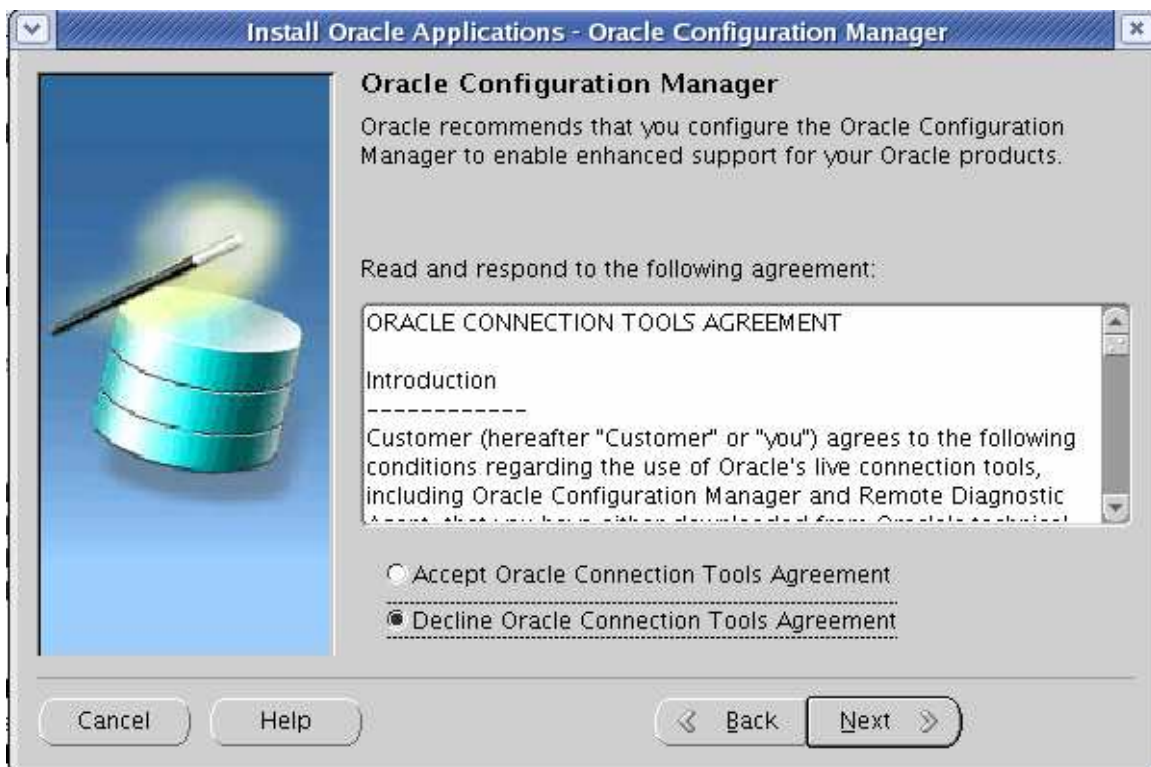 Install Oracle Applications - Oracle Configuration Manager
Oracle Configuration Manager
Oracle recommends that you configure the Oracle Configuration
Manager to enable enhanced support for your Oracle products.
Read and respond to the following agreement:
ORACLE CONNECTION TOOLS AGREEMENT
Introduction
------------
Customer (hereafter "Customer" or "you") agrees to the following
conditions regarding the use of Oracle's live connection tools,
including Oracle Configuration Manager and Remote Diagnostic
Accept Oracle Connection Tools Agreement
Decline Oracle Connection Tools Agreement
Cancel
Help
Back
Next